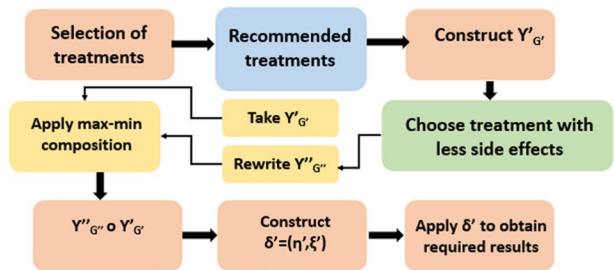 Selection of
treatments
Recommended
treatments
Construct Y'G'
Apply max-min
composition
Take Y'G'
Rewrite Y''G''
Choose treatment with
less side effects
Y''G'' o Y'G'
Construct
δ'=(η',ξ')
Apply δ' to obtain
required results